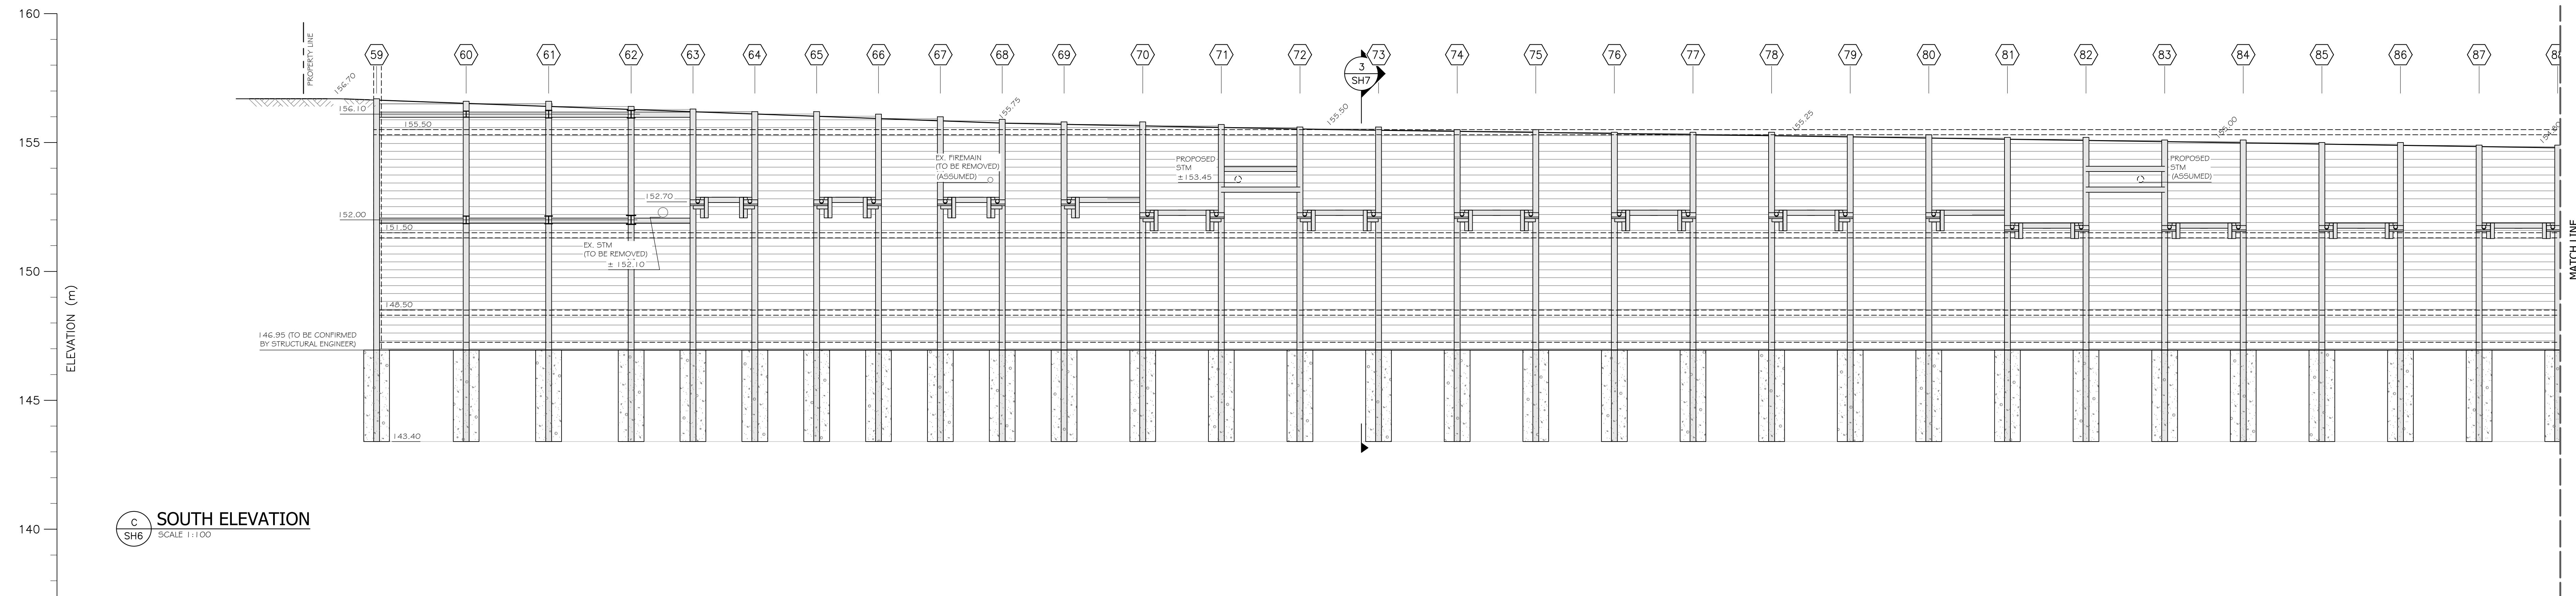 160
155
150
145
140
ELEVATION (m)
PROPERTY LINE
59
60
61
62
63
64
65
66
67
68
69
70
71
72
73
74
75
76
77
78
79
80
81
82
83
84
85
86
87
3
SH7
156.70
155.75
155.50
155.25
155.00
156.10
155.50
152.00
151.50
148.50
146.95 (TO BE CONFIRMED
BY STRUCTURAL ENGINEER)
143.40
152.70
EX. STM
(TO BE REMOVED)
± 152.10
EX. FIREMAIN
(TO BE REMOVED)
(ASSUMED)
PROPOSED
STM
±153.45
PROPOSED
STM
(ASSUMED)
MATCH LINE
C
SH6
SOUTH ELEVATION
SCALE 1:100